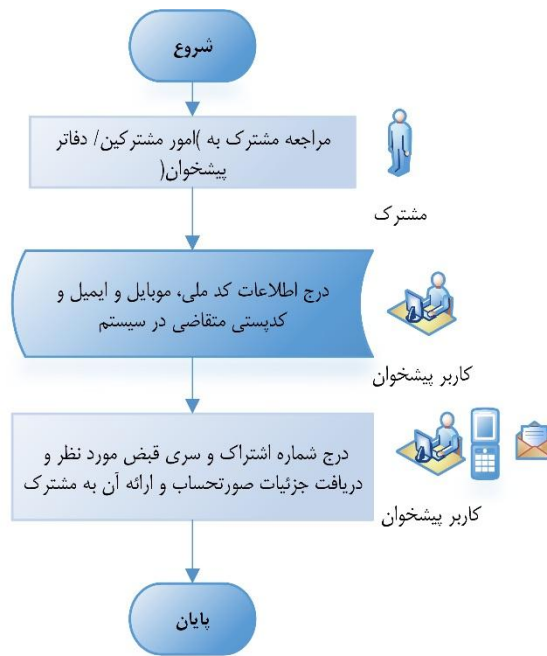 شروع
مراجعه مشترک به )امور مشترکین/ دفاتر
پیشخوان(
مشترک
درج اطلاعات کد ملی، موبایل و ایمیل و
کدپستی متقاضی در سیستم
کاربر پیشخوان
درج شماره اشتراک و سری قبض مورد نظر و
دریافت جزئیات صورتحساب و ارائه آن به مشترک
کاربر پیشخوان
پایان